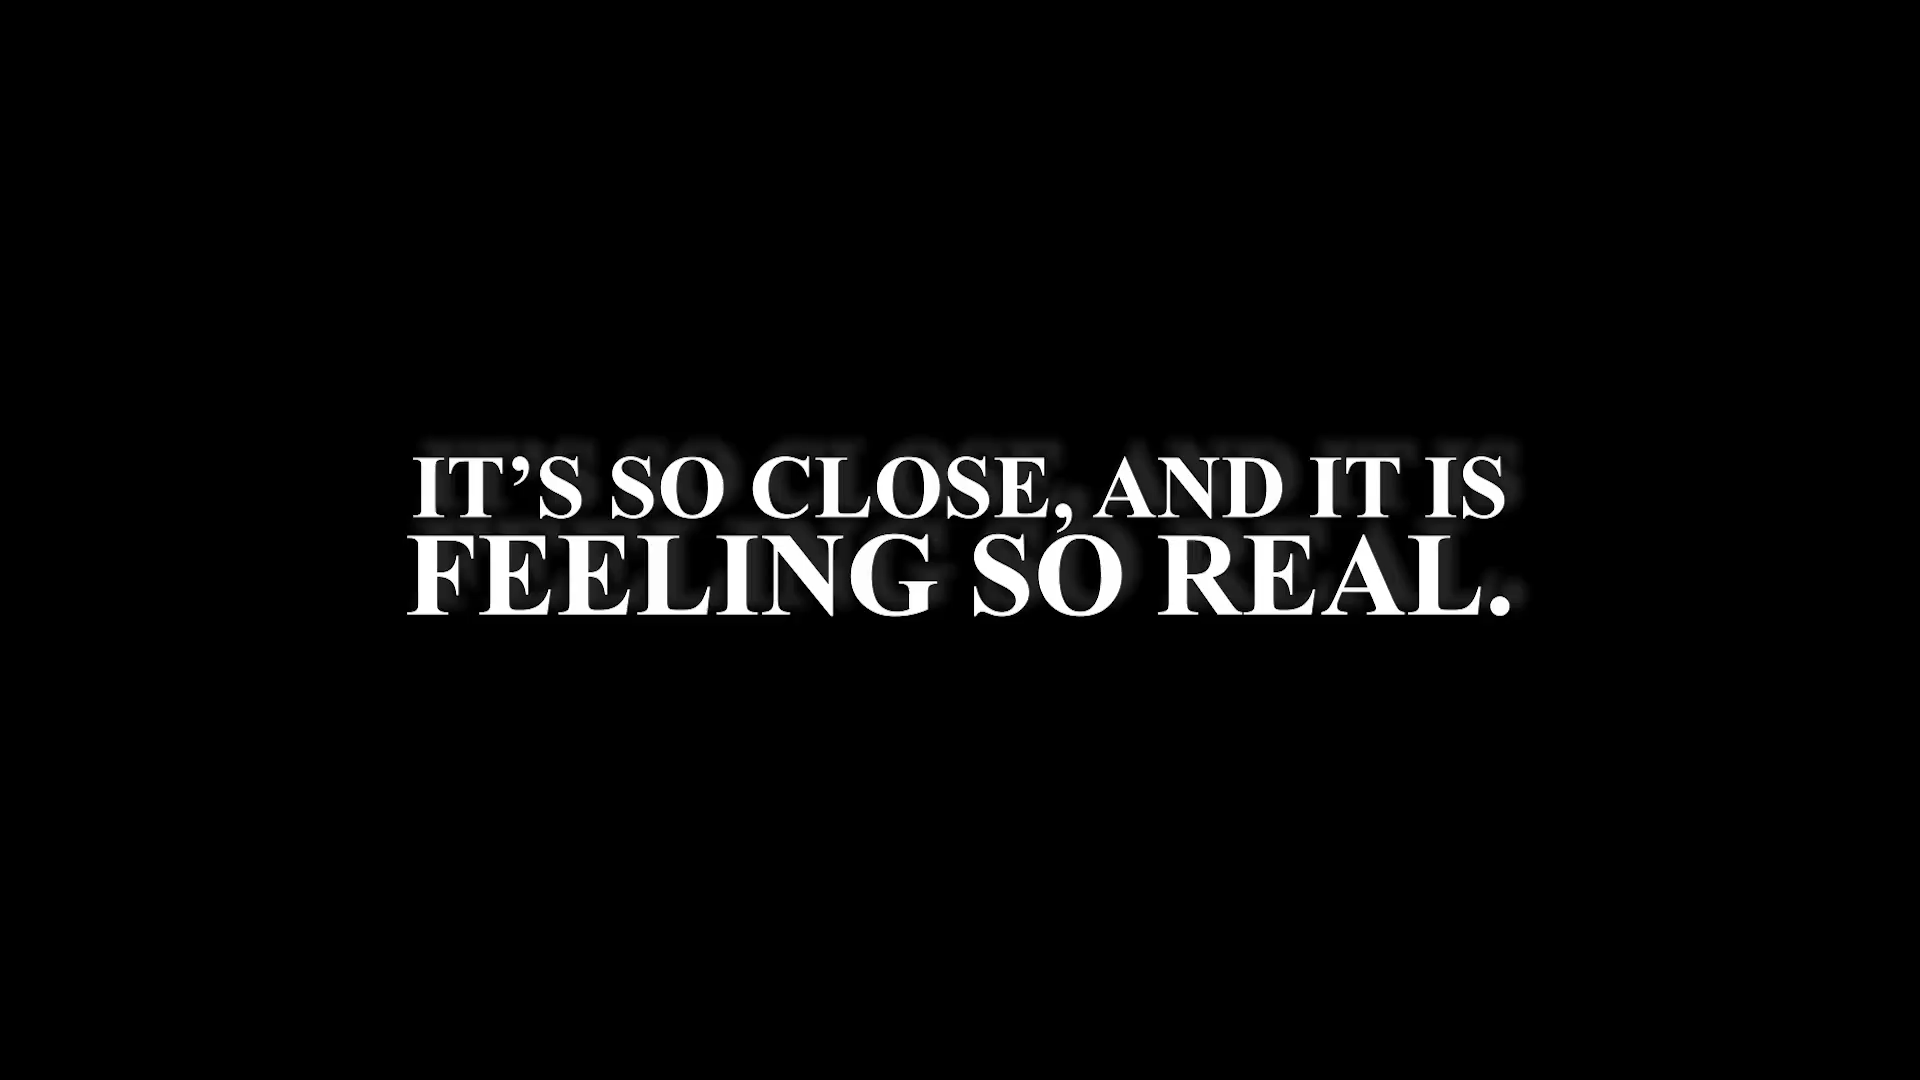 IT’S SO CLOSE, AND IT IS
FEELING SO REAL.